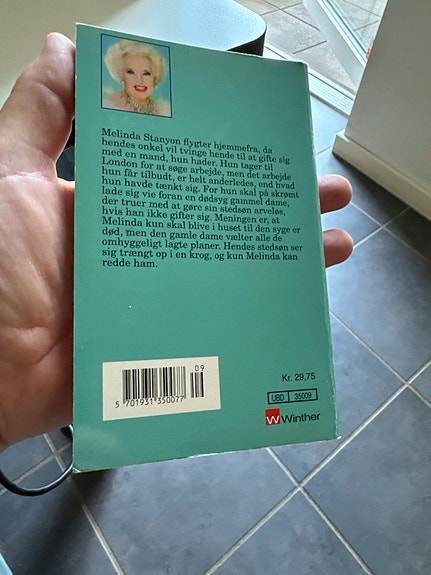 Melinda Stanyon flygter hjemmefra, da
hendes onkel vil tvinge hende til at gifte sig
med en mand, hun hader. Hun tager til
London for at søge arbejde, men det arbejde
hun får tilbudt, er helt anderledes, end hvad
hun havde tænkt sig. For hun skal på skrømt
lade sig vie foran en dødsyg gammel dame,
der truer med at gøre sin stedsøn arveløs,
hvis han ikke gifter sig. Meningen er, at
Melinda kun skal blive i huset til den syge er
død, men den gamle dame vælter alle de
omhyggeligt lagte planer. Hendes stedsøn ser
sig trængt op i en krog, og kun Melinda kan
redde ham.
09
5 701931 350077
Kr. 29,75
UBD 35009
W Winther